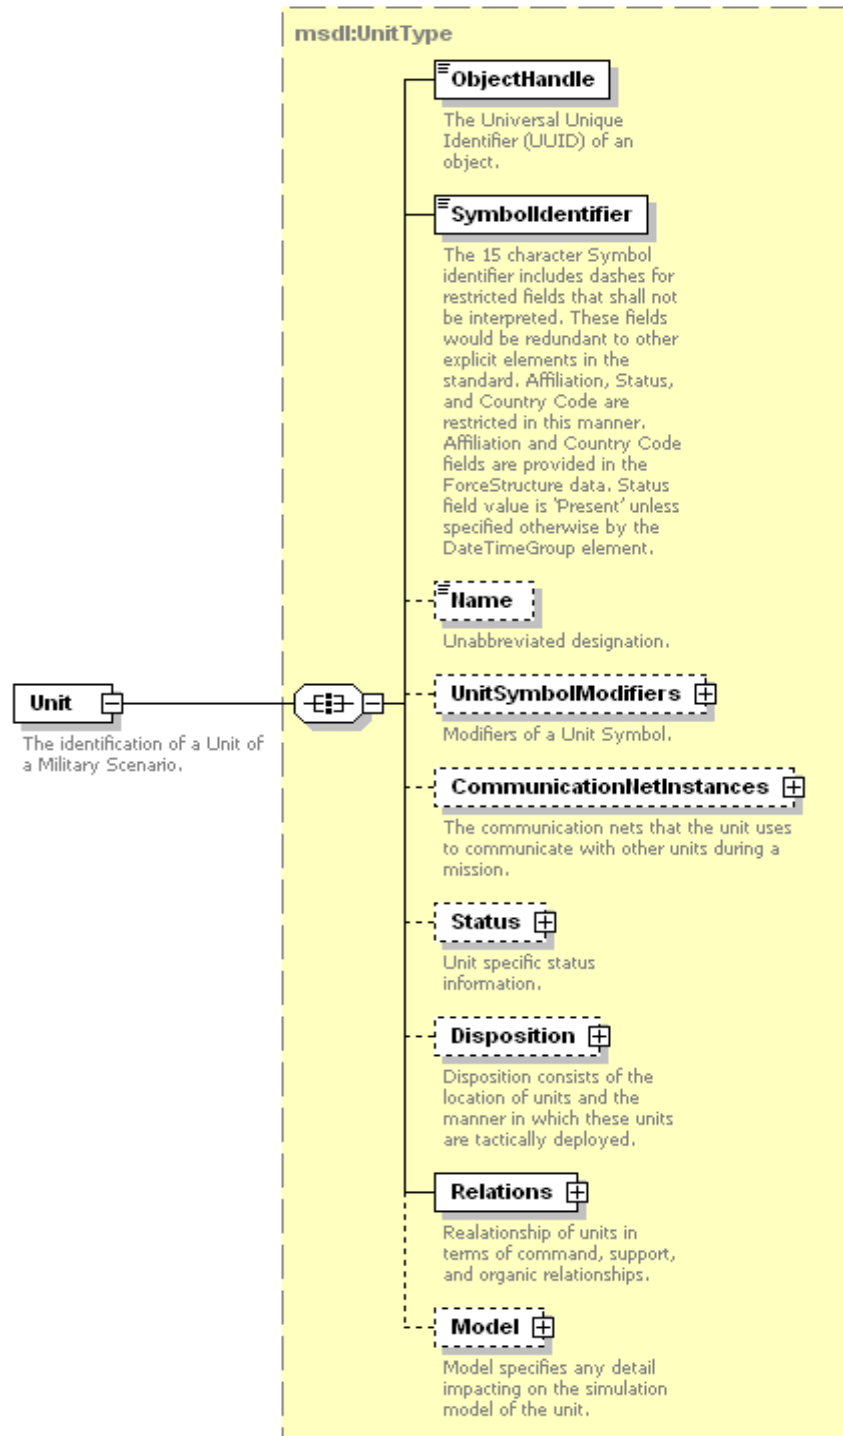 msdl:UnitType
ObjectHandle
The Universal Unique
Identifier (UUID) of an
object.
SymbolIdentifier
The 15 character Symbol
identifier includes dashes for
restricted fields that shall not
be interpreted. These fields
would be redundant to other
explicit elements in the
standard. Affiliation, Status,
and Country Code are
restricted in this manner.
Affiliation and Country Code
fields are provided in the
ForceStructure data. Status
field value is 'Present' unless
specified otherwise by the
DateTimeGroup element.
Name
Unabbreviated designation.
Unit
The identification of a Unit of
a Military Scenario.
UnitSymbolModifiers
Modifiers of a Unit Symbol.
CommunicationNetInstances
The communication nets that the unit uses
to communicate with other units during a
mission.
Status
Unit specific status
information.
Disposition
Disposition consists of the
location of units and the
manner in which these units
are tactically deployed.
Relations
Realationship of units in
terms of command, support,
and organic relationships.
Model
Model specifies any detail
impacting on the simulation
model of the unit.